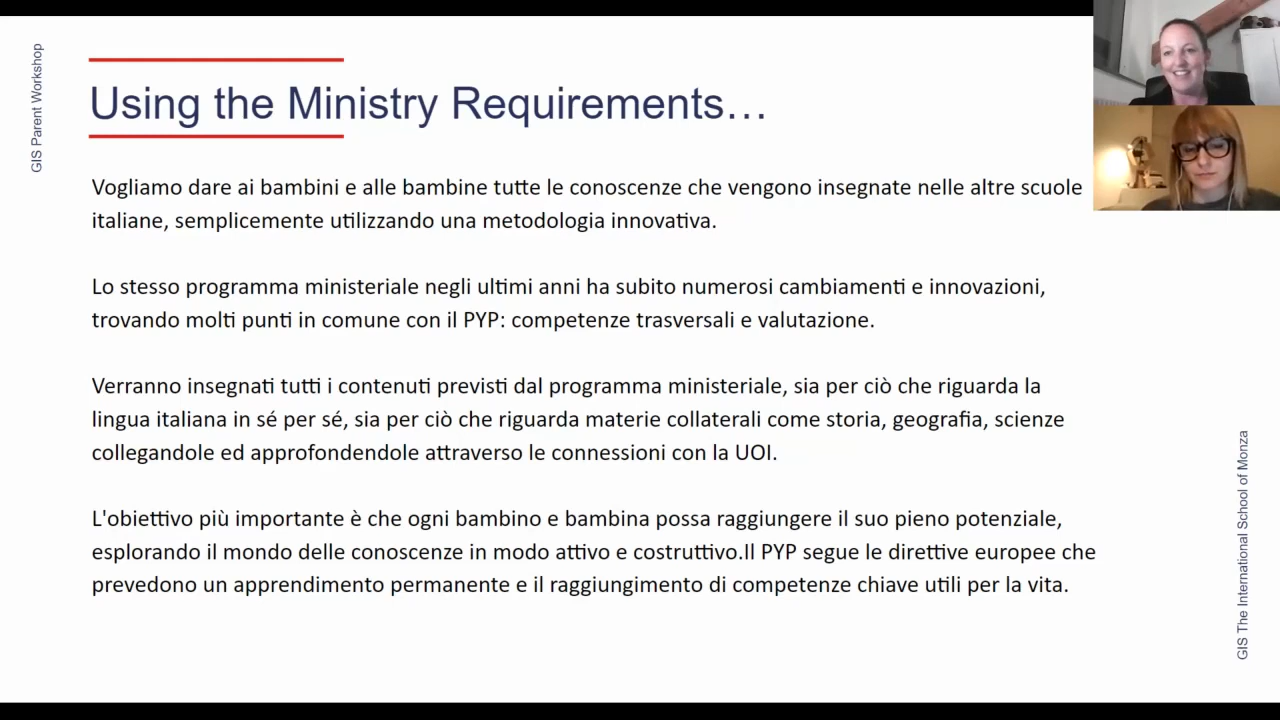 GIS Parent Workshop
Using the Ministry Requirements…
Vogliamo dare ai bambini e alle bambine tutte le conoscenze che vengono insegnate nelle altre scuole
italiane, semplicemente utilizzando una metodologia innovativa.
Lo stesso programma ministeriale negli ultimi anni ha subito numerosi cambiamenti e innovazioni,
trovando molti punti in comune con il PYP: competenze trasversali e valutazione.
Verranno insegnati tutti i contenuti previsti dal programma ministeriale, sia per ciò che riguarda la
lingua italiana in sé per sé, sia per ciò che riguarda materie collaterali come storia, geografia, scienze
collegandole ed approfondendole attraverso le connessioni con la UOI.
L'obiettivo più importante è che ogni bambino e bambina possa raggiungere il suo pieno potenziale,
esplorando il mondo delle conoscenze in modo attivo e costruttivo.Il PYP segue le direttive europee che
prevedono un apprendimento permanente e il raggiungimento di competenze chiave utili per la vita.
GIS The International School of Monza